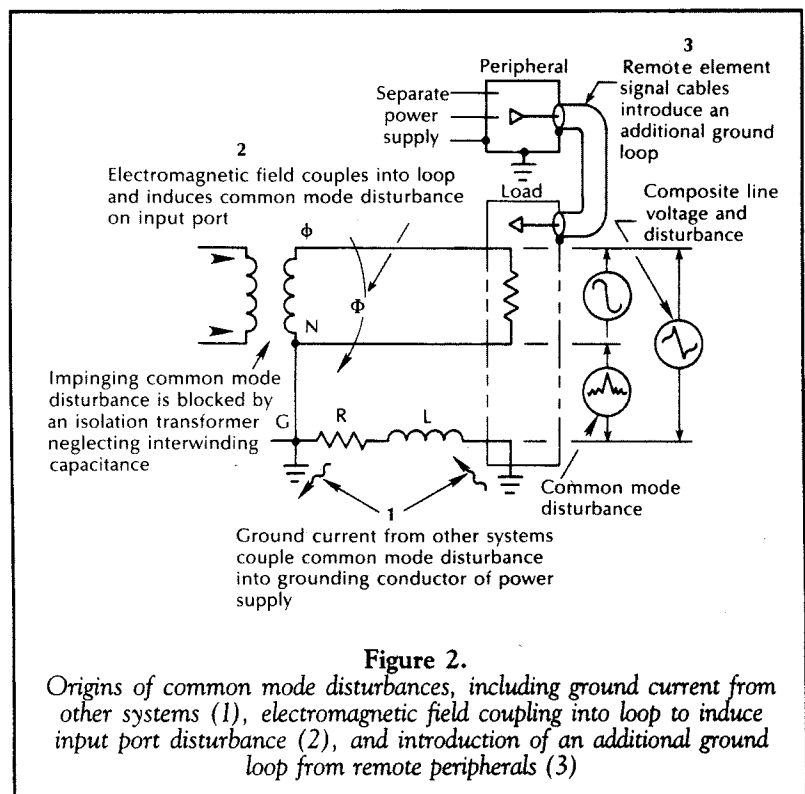 3
Peripheral
Remote element
signal cables
introduce an
additional ground
loop
Separate
power
supply
2
Electromagnetic field couples into loop
and induces common mode disturbance
on input port
Load
Composite line
voltage and
disturbance
ϕ
Φ
N
Impinging common mode
disturbance is blocked by
an isolation transformer
neglecting interwinding
capacitance
G
R
L
Common mode
disturbance
1
Ground current from other systems
couple common mode disturbance
into grounding conductor of power
supply
Figure 2.
Origins of common mode disturbances, including ground current from
other systems (1), electromagnetic field coupling into loop to induce
input port disturbance (2), and introduction of an additional ground
loop from remote peripherals (3)